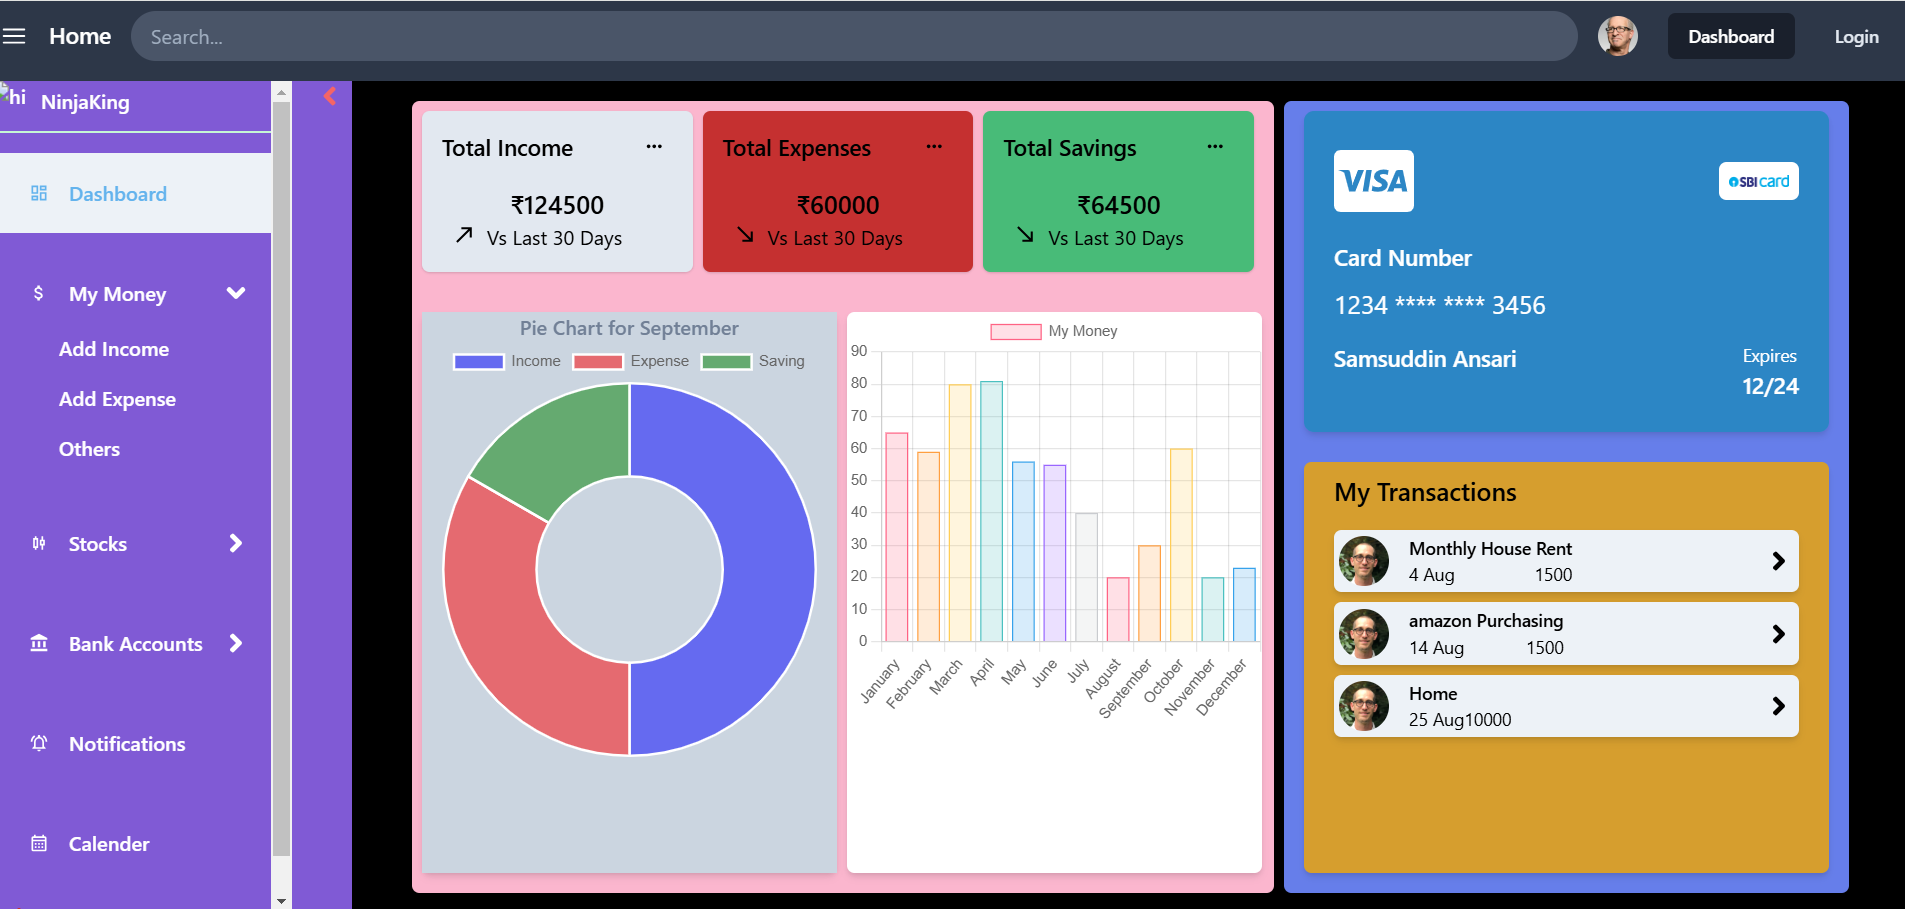 Home
Search...
Dashboard
Login
hi
NinjaKing
Dashboard
My Money
Add Income
Add Expense
Others
Stocks
Bank Accounts
Notifications
Calender
Total Income ...
₹124500
Vs Last 30 Days
Total Expenses ...
₹60000
Vs Last 30 Days
Total Savings ...
₹64500
Vs Last 30 Days
Pie Chart for September
Income Expense Saving
My Money
90
80
70
60
50
40
30
20
10
0
January
February
March
April
May
June
July
August
September
October
November
December
VISA
SBI card
Card Number
1234 **** **** 3456
Samsuddin Ansari
Expires
12/24
My Transactions
Monthly House Rent
4 Aug 1500
amazon Purchasing
14 Aug 1500
Home
25 Aug10000